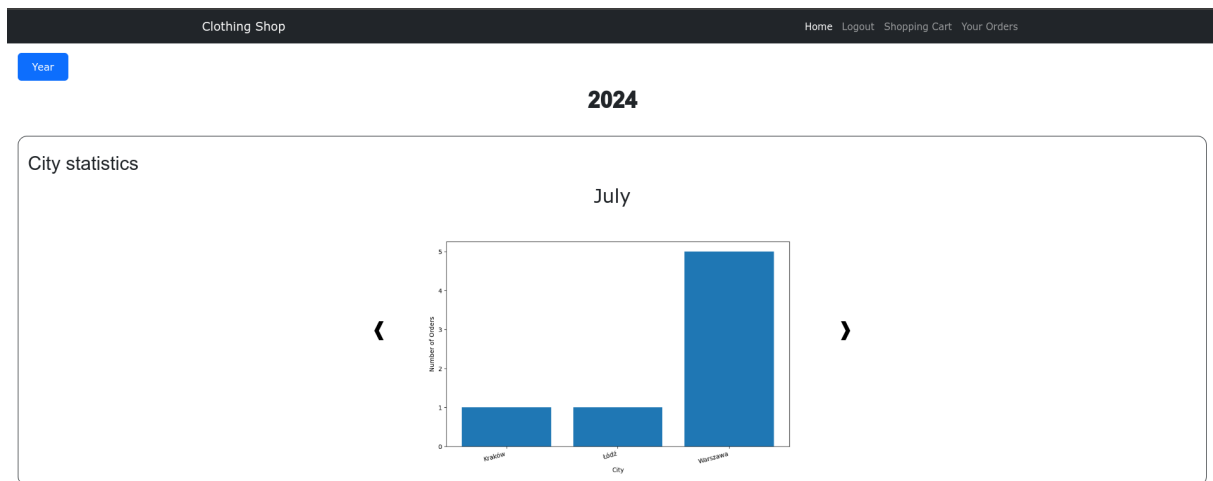 Clothing Shop Home Logout Shopping Cart Your Orders
Year
2024
City statistics
July
5
4
3
2
1
0
Number of Orders
Kraków Łódź Warszawa
City